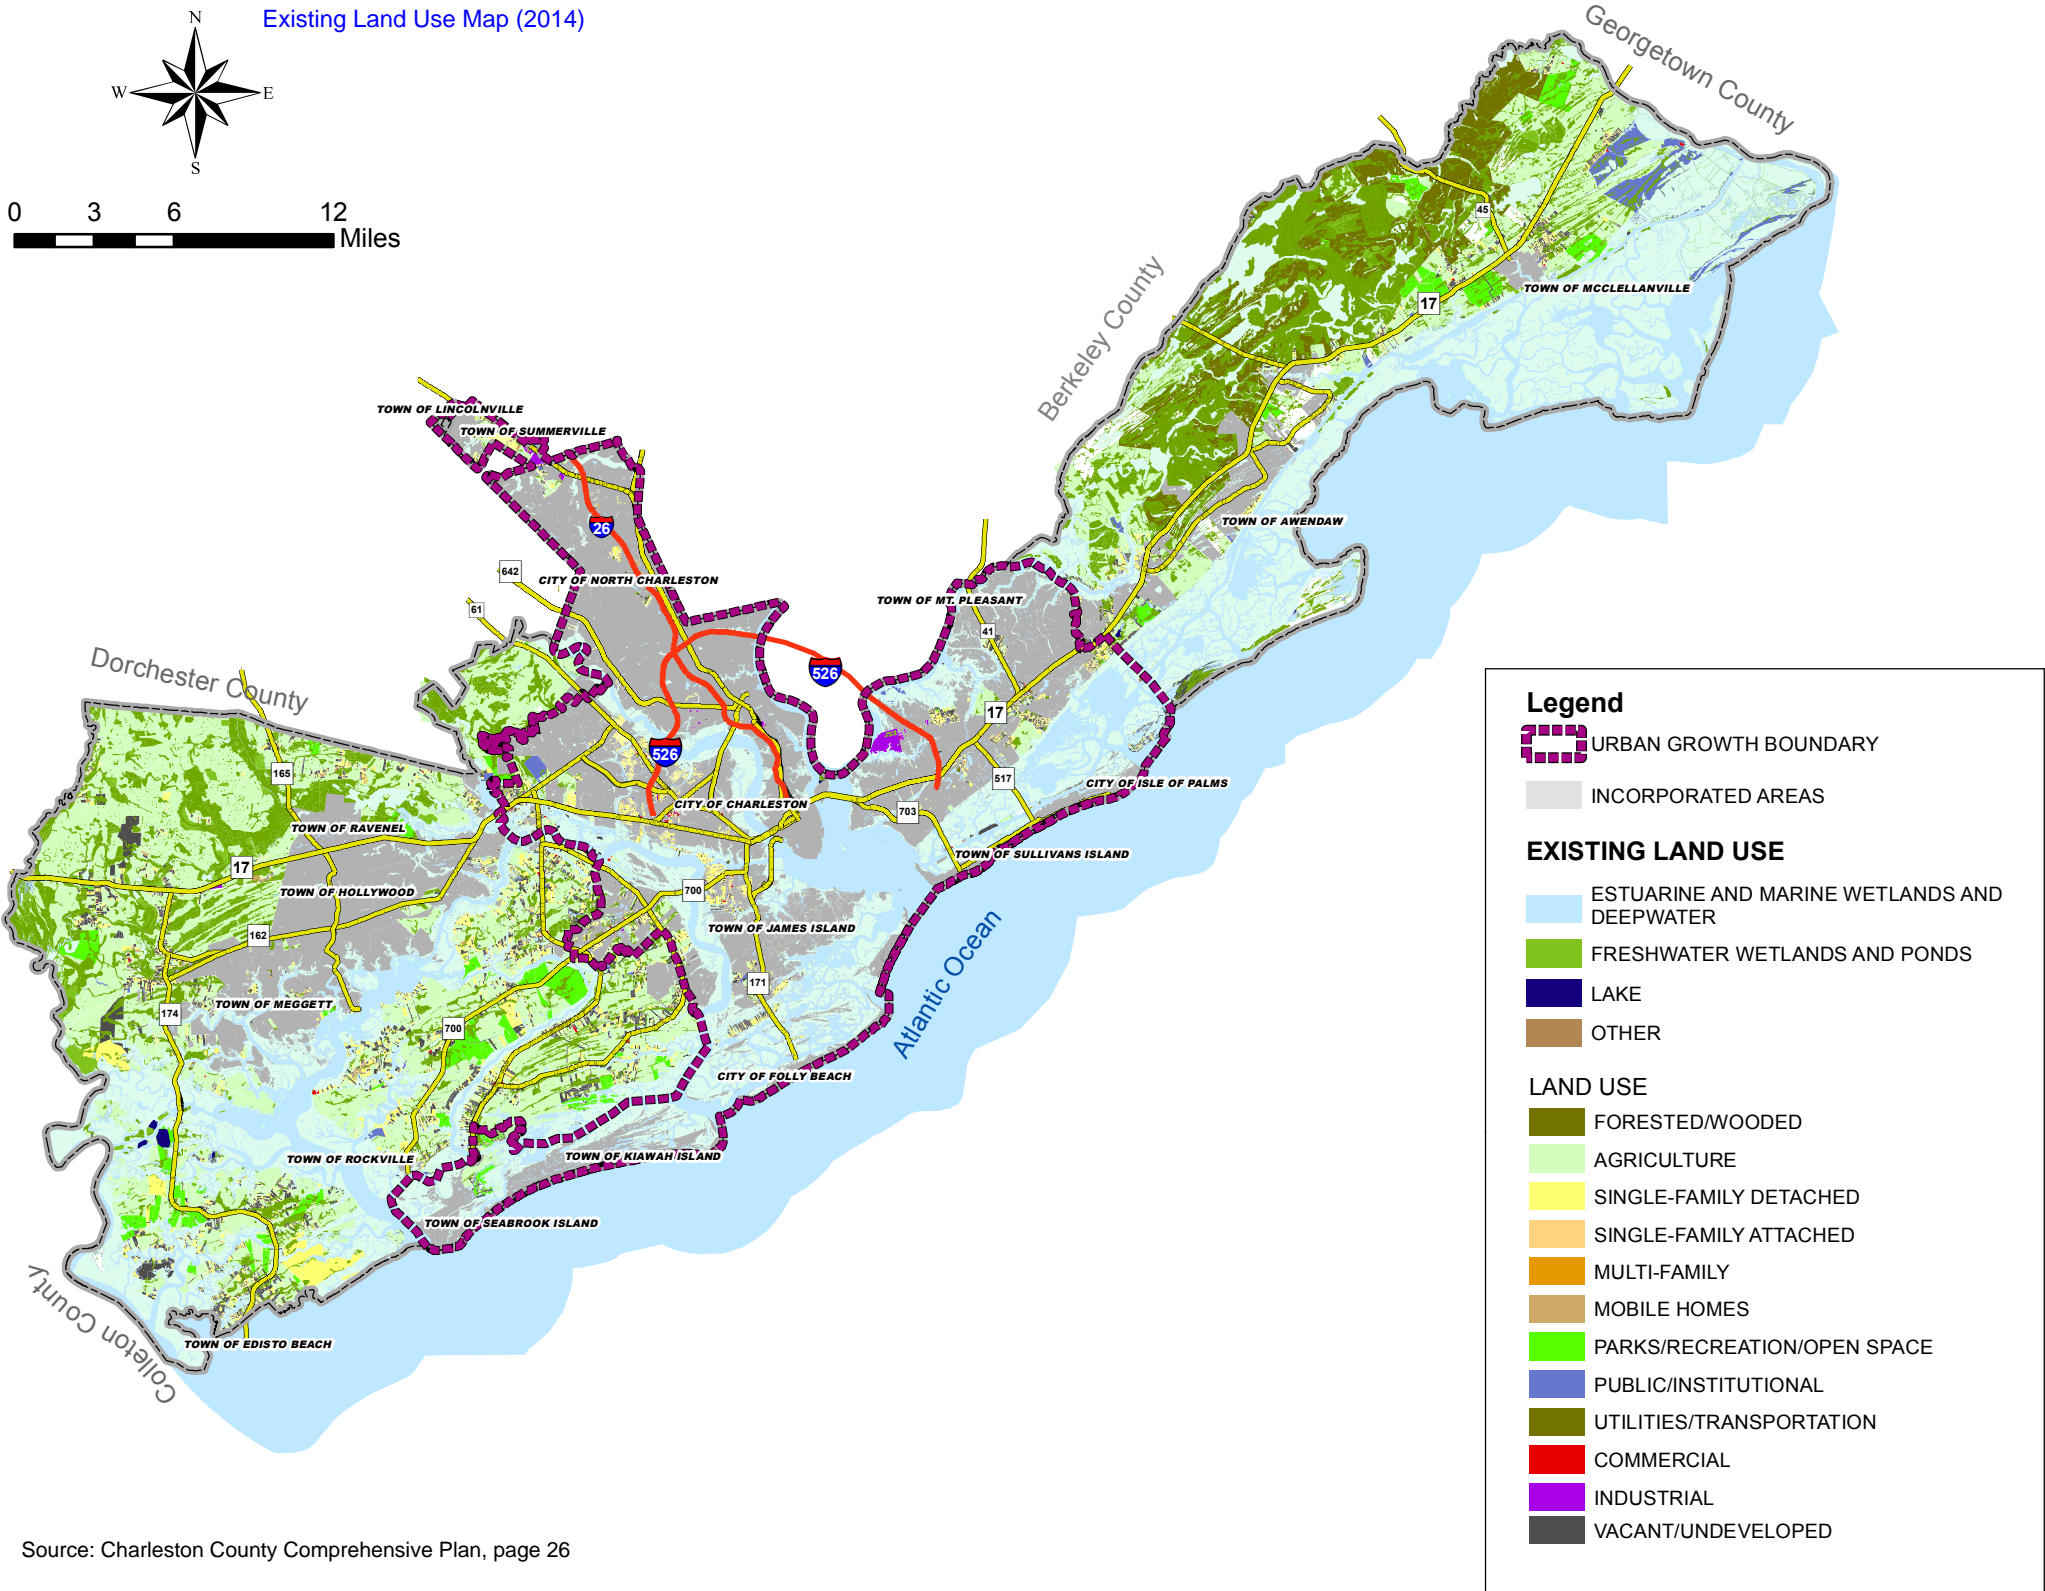 Existing Land Use Map (2014)
N
W
E
S
0 3 6 12
Miles
Georgetown County
Berkeley County
Dorchester County
Colleton County
Atlantic Ocean
45
TOWN OF MCCLELLANVILLE
17
TOWN OF LINCOLNVILLE
TOWN OF SUMMERVILLE
26
TOWN OF AWENDAW
642
CITY OF NORTH CHARLESTON
61
TOWN OF MT. PLEASANT
41
526
17
526
165
517
CITY OF ISLE OF PALMS
CITY OF CHARLESTON
703
TOWN OF RAVENEL
TOWN OF SULLIVANS ISLAND
17
TOWN OF HOLLYWOOD
700
162
TOWN OF JAMES ISLAND
171
TOWN OF MEGGETT
174
700
CITY OF FOLLY BEACH
TOWN OF ROCKVILLE
TOWN OF KIAWAH ISLAND
TOWN OF SEABROOK ISLAND
TOWN OF EDISTO BEACH
Legend
URBAN GROWTH BOUNDARY
INCORPORATED AREAS
EXISTING LAND USE
ESTUARINE AND MARINE WETLANDS AND
DEEPWATER
FRESHWATER WETLANDS AND PONDS
LAKE
OTHER
LAND USE
FORESTED/WOODED
AGRICULTURE
SINGLE-FAMILY DETACHED
SINGLE-FAMILY ATTACHED
MULTI-FAMILY
MOBILE HOMES
PARKS/RECREATION/OPEN SPACE
PUBLIC/INSTITUTIONAL
UTILITIES/TRANSPORTATION
COMMERCIAL
INDUSTRIAL
VACANT/UNDEVELOPED
Source: Charleston County Comprehensive Plan, page 26